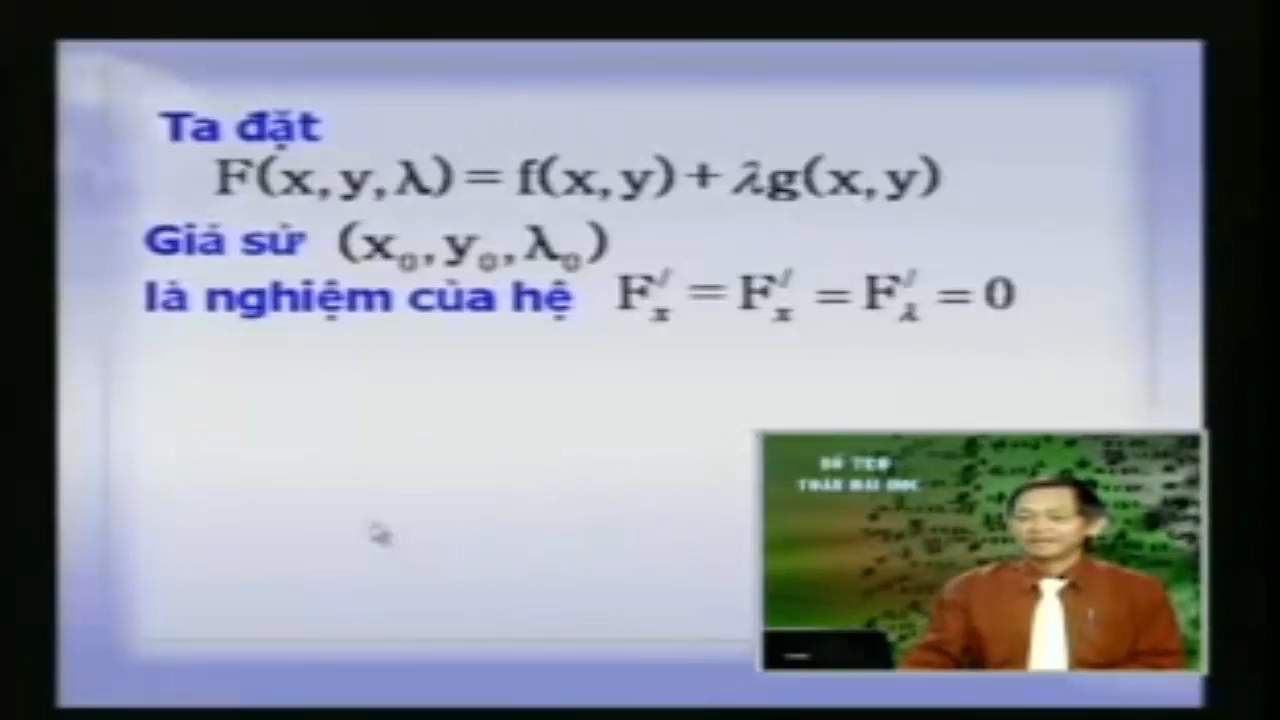 Ta đặt
F(x,y,λ) = f(x,y) + λg(x,y)
Giả sử (x₀,y₀,λ₀)
là nghiệm của hệ F′ₓ = F′ₓ = F′λ = 0